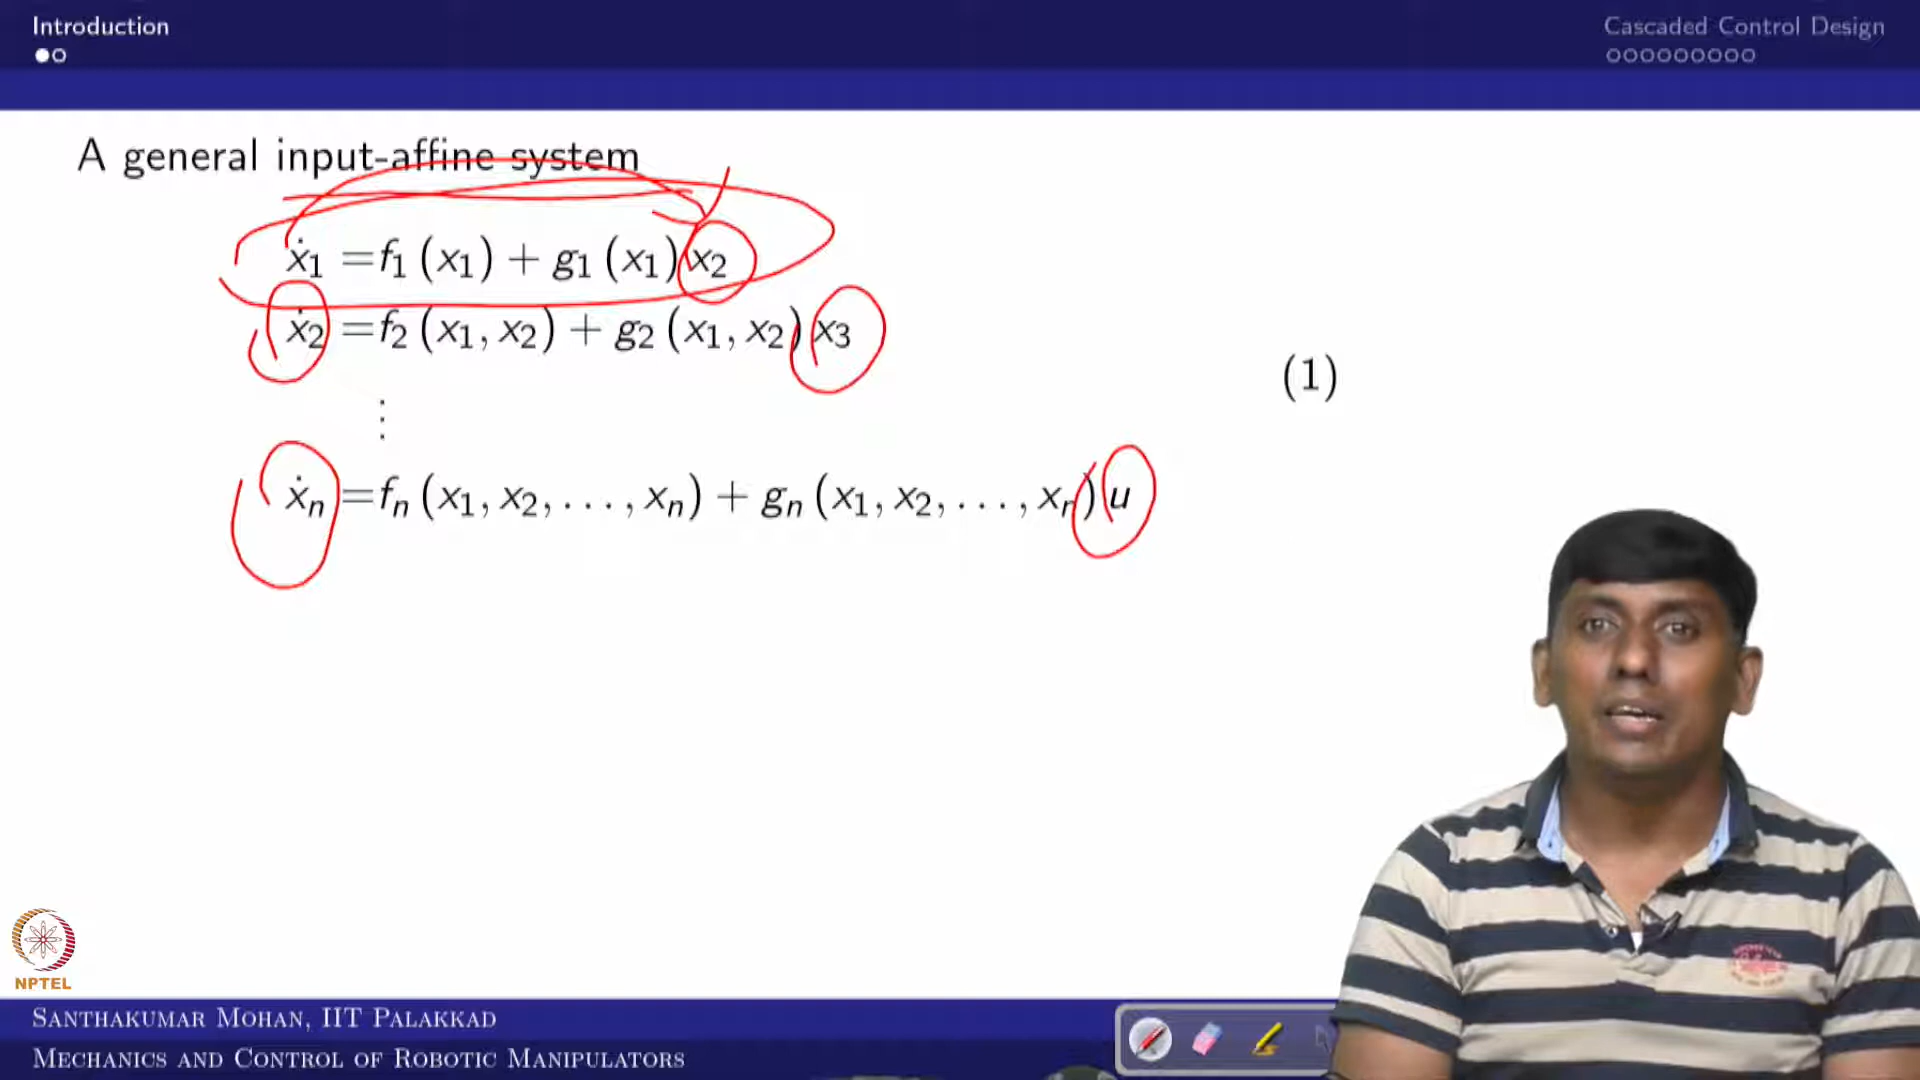 Introduction
Cascaded Control Design
A general input-affine system
ẋ₁ = f₁ (x₁) + g₁ (x₁) x₂
ẋ₂ = f₂ (x₁, x₂) + g₂ (x₁, x₂) x₃
⋮
ẋₙ = fₙ (x₁, x₂, . . . , xₙ) + gₙ (x₁, x₂, . . . , xₙ) u
(1)
NPTEL
SANTHAKUMAR MOHAN, IIT PALAKKAD
MECHANICS AND CONTROL OF ROBOTIC MANIPULATORS